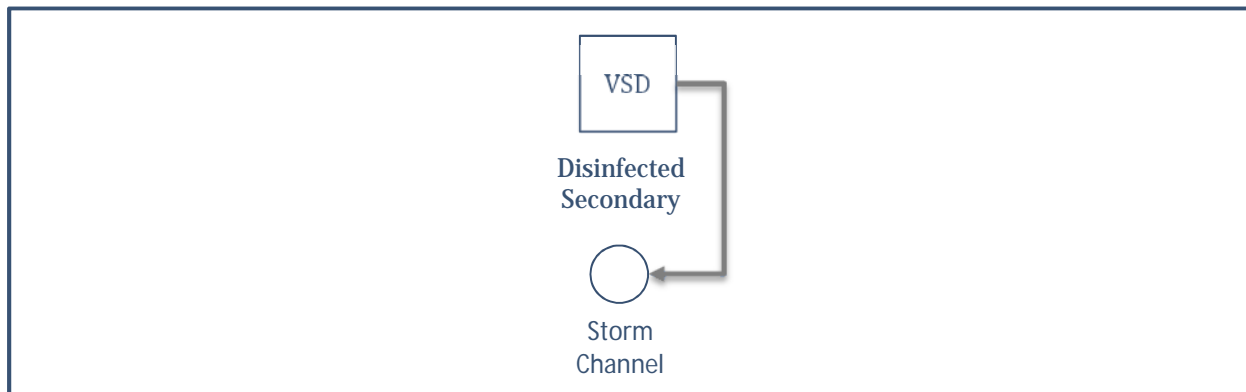 VSD
Disinfected
Secondary
Storm
Channel